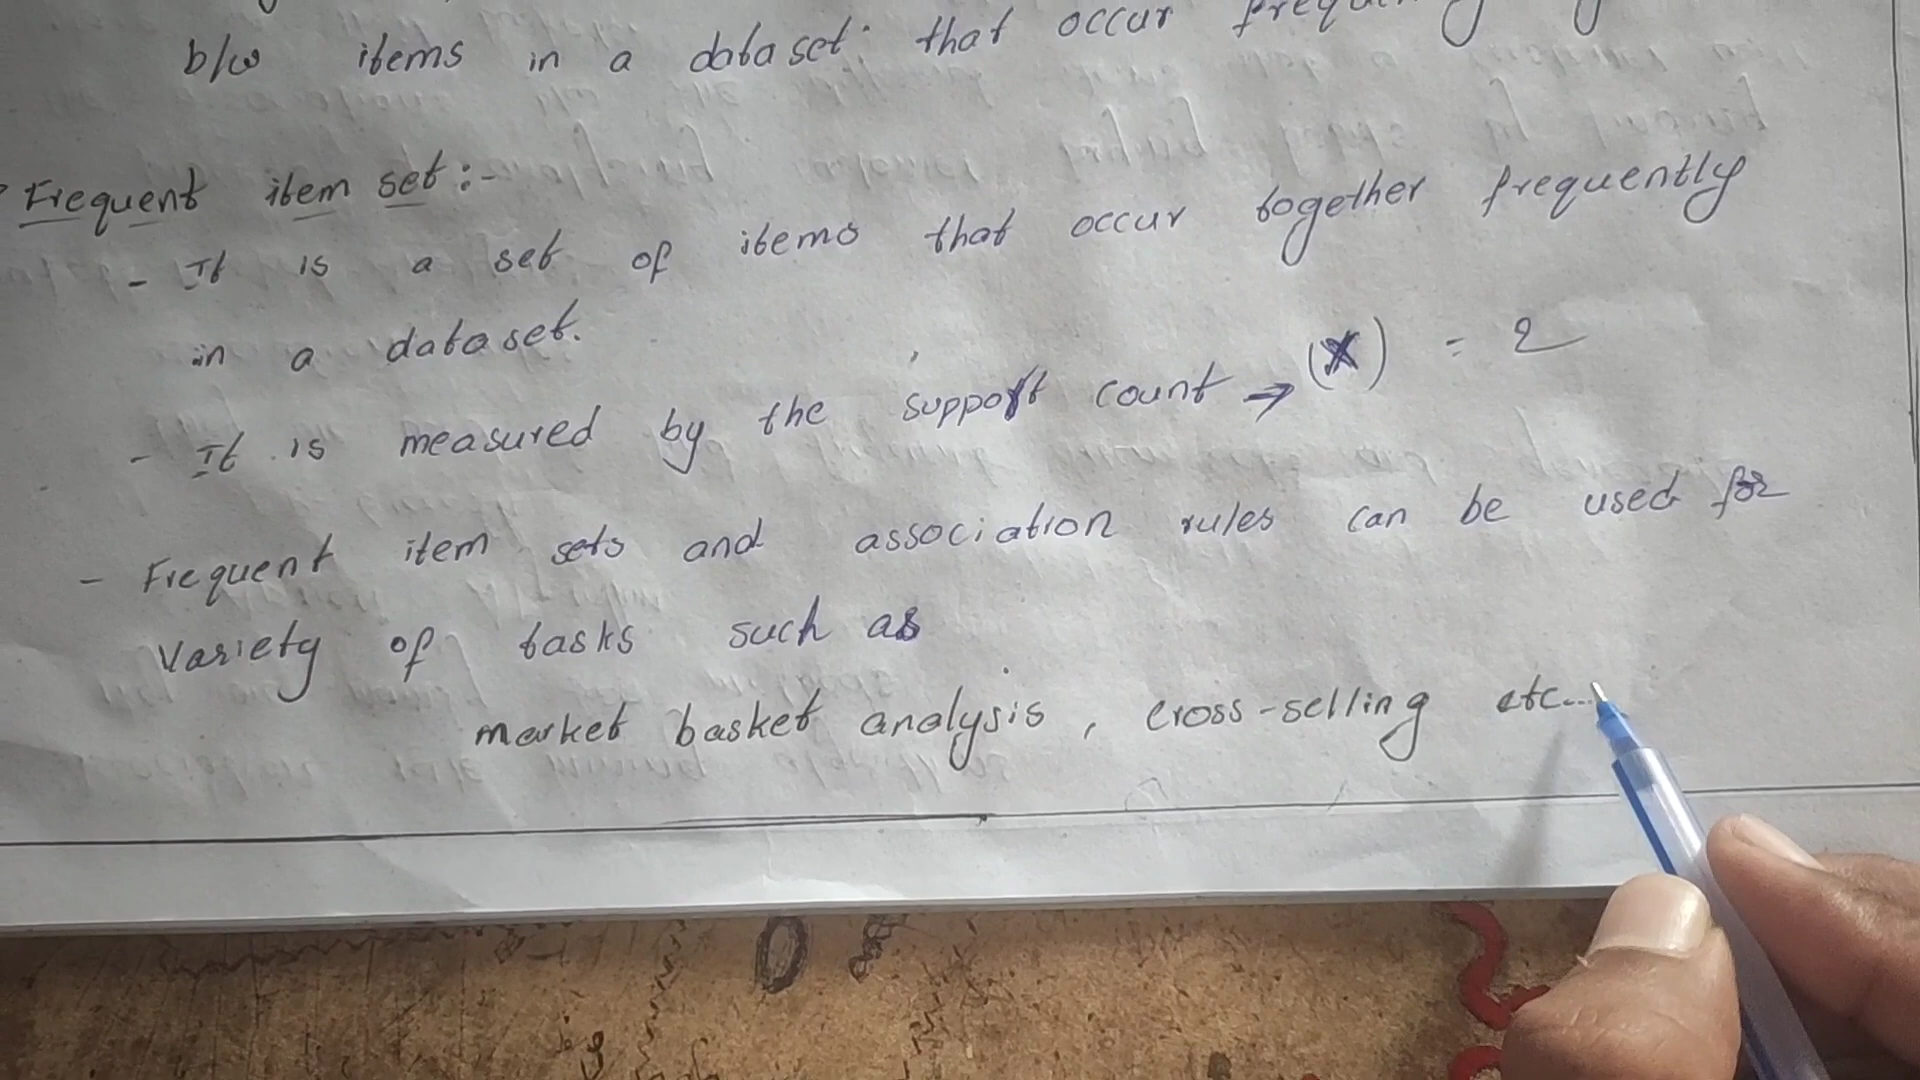 b/w items in a dataset that occur
Frequent item set :-
- It is a set of items that occur together frequently
in a dataset.
- It is measured by the support count → (X) = 2
- Frequent item sets and association rules can be used for
variety of tasks such as
market basket analysis, cross-selling etc...